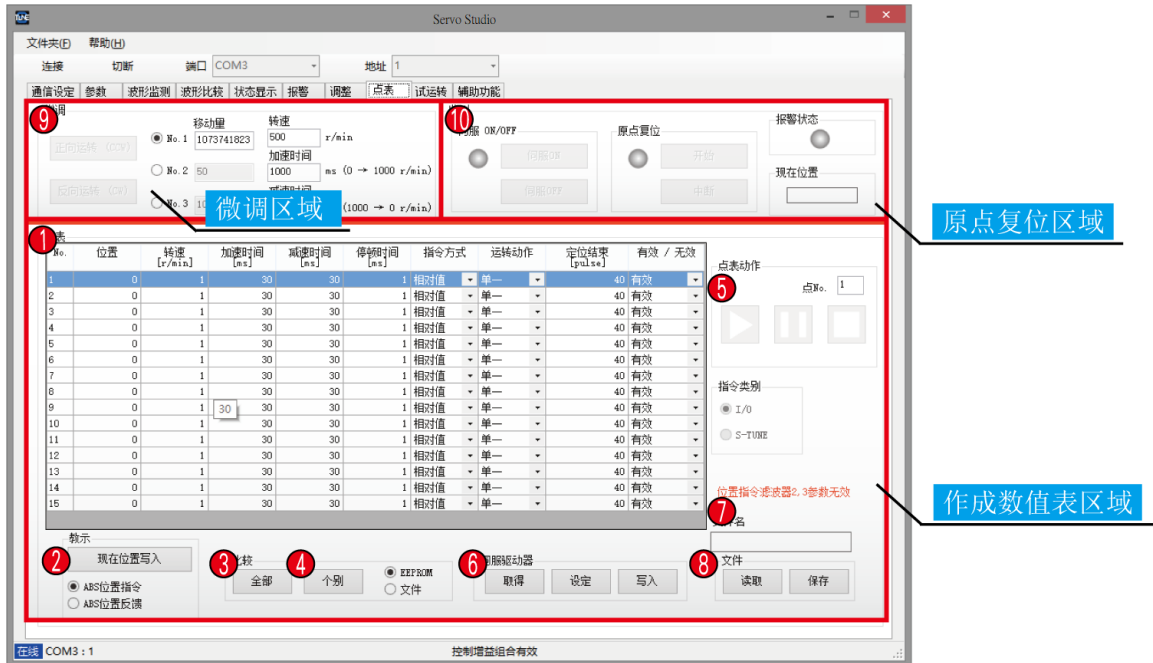 TUNE
Servo Studio
文件夹(F) 帮助(H)
连接 切断 端口 COM3 地址 1
通信设定 参数 波形监测 波形比较 状态显示 报警 调整 点表 试运转 辅助功能
9
正向运转 (CCW)
反向运转 (CW)
移动量
No.1 1073741823
No.2 50
No.3
转速
500 r/min
加速时间
1000 ms (0 → 1000 r/min)
(1000 → 0 r/min)
微调区域
10
伺服 ON/OFF
伺服ON
伺服OFF
原点复位
开始
中断
报警状态
现在位置
原点复位区域
1
No. 位置 转速 [r/min] 加速时间 [ms] 减速时间 [ms] 停顿时间 [ms] 指令方式 运转动作 定位结束 [pulse] 有效 / 无效
1 0 1 30 30 1 相对值 单一 40 有效
2 0 1 30 30 1 相对值 单一 40 有效
3 0 1 30 30 1 相对值 单一 40 有效
4 0 1 30 30 1 相对值 单一 40 有效
5 0 1 30 30 1 相对值 单一 40 有效
6 0 1 30 30 1 相对值 单一 40 有效
7 0 1 30 30 1 相对值 单一 40 有效
8 0 1 30 30 1 相对值 单一 40 有效
9 0 1 30 30 30 1 相对值 单一 40 有效
10 0 1 30 30 1 相对值 单一 40 有效
11 0 1 30 30 1 相对值 单一 40 有效
12 0 1 30 30 1 相对值 单一 40 有效
13 0 1 30 30 1 相对值 单一 40 有效
14 0 1 30 30 1 相对值 单一 40 有效
15 0 1 30 30 1 相对值 单一 40 有效
点表动作
5
点No. 1
指令类别
I/O
S-TUNE
位置指令滤波器2,3参数无效
作成数值表区域
7
教示
2
现在位置写入
ABS位置指令
ABS位置反馈
3
比较
全部
4
个别
EEPROM
文件
6
伺服驱动器
取得 设定 写入
8
文件
读取 保存
在线 COM3 : 1 控制增益组合有效